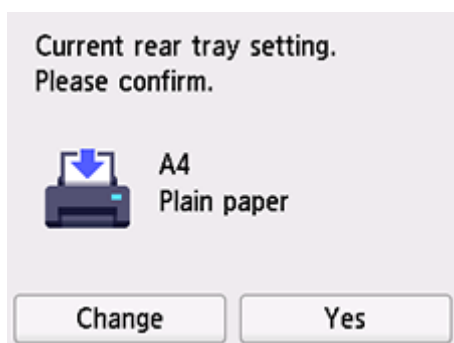 Current rear tray setting.
Please confirm.
A4
Plain paper
Change
Yes